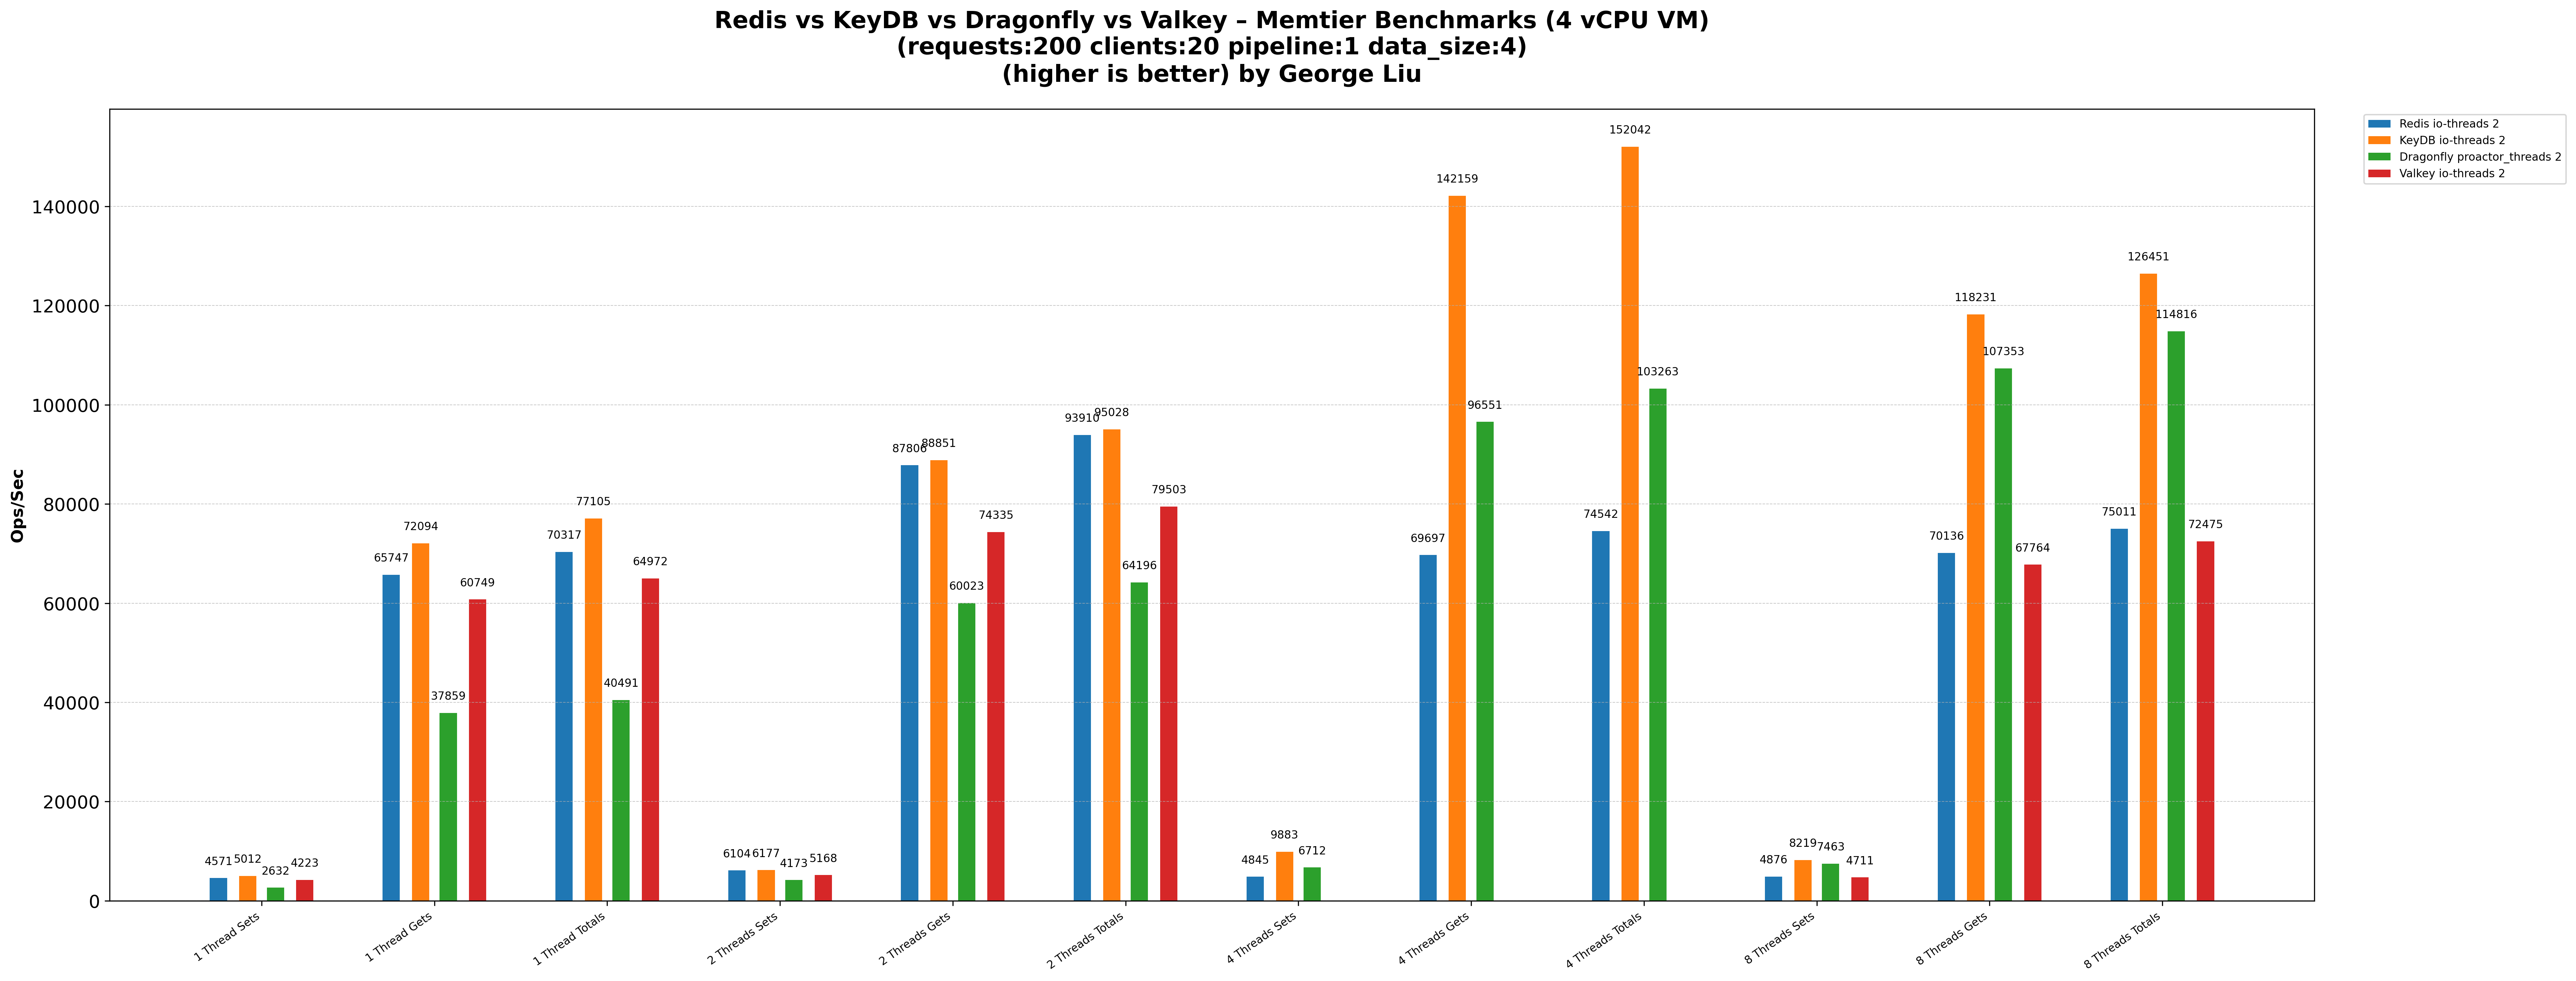 Redis vs KeyDB vs Dragonfly vs Valkey – Memtier Benchmarks (4 vCPU VM)
(requests:200 clients:20 pipeline:1 data_size:4)
(higher is better) by George Liu
Redis io-threads 2
KeyDB io-threads 2
Dragonfly proactor_threads 2
Valkey io-threads 2
Ops/Sec
140000
120000
100000
80000
60000
40000
20000
0
4571
5012
2632
4223
65747
72094
37859
60749
70317
77105
40491
64972
6104
6177
4173
5168
87806
88851
60023
74335
93910
95028
64196
79503
4845
9883
6712
69697
142159
96551
74542
152042
103263
4876
8219
7463
4711
70136
118231
107353
67764
75011
126451
114816
72475
1 Thread Sets
1 Thread Gets
1 Thread Totals
2 Threads Sets
2 Threads Gets
2 Threads Totals
4 Threads Sets
4 Threads Gets
4 Threads Totals
8 Threads Sets
8 Threads Gets
8 Threads Totals